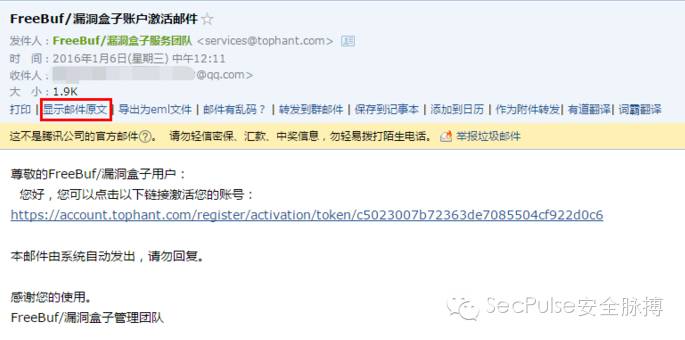 FreeBuf/漏洞盒子账户激活邮件☆
发件人：FreeBuf/漏洞盒子服务团队 <services@tophant.com>
时 间：2016年1月6日(星期三) 中午12:11
收件人： @qq.com>
大 小：1.9K
打印 | 显示邮件原文 | 导出为eml文件 | 邮件有乱码？ | 转发到群邮件 | 保存到记事本 | 添加到日历 | 作为附件转发 | 有道翻译 | 词霸翻译
这不是腾讯公司的官方邮件?。 请勿轻信密保、汇款、中奖信息，勿轻易拨打陌生电话。 举报垃圾邮件
尊敬的FreeBuf/漏洞盒子用户：
您好，您可以点击以下链接激活您的账号：
https://account.tophant.com/register/activation/token/c5023007b72363de7085504cf922d0c6
本邮件由系统自动发出，请勿回复。
感谢您的使用。
FreeBuf/漏洞盒子管理团队
SecPulse安全脉搏